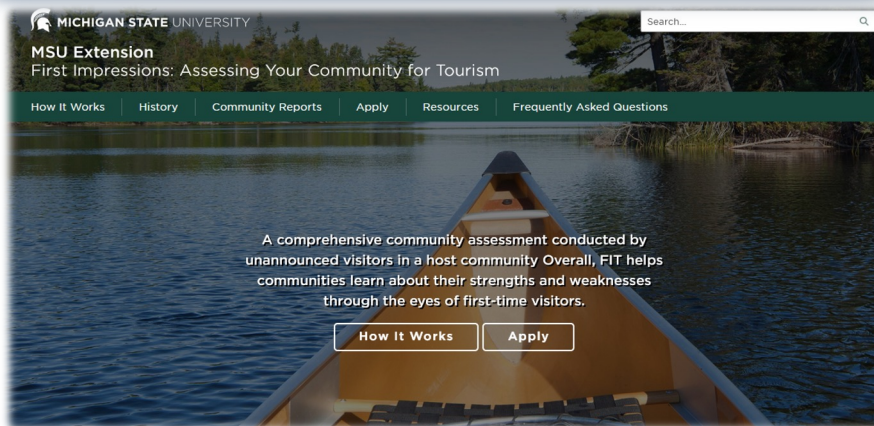 MICHIGAN STATE UNIVERSITY
Search...
MSU Extension
First Impressions: Assessing Your Community for Tourism
How It Works
History
Community Reports
Apply
Resources
Frequently Asked Questions
A comprehensive community assessment conducted by
unannounced visitors in a host community Overall, FIT helps
communities learn about their strengths and weaknesses
through the eyes of first-time visitors.
How It Works
Apply